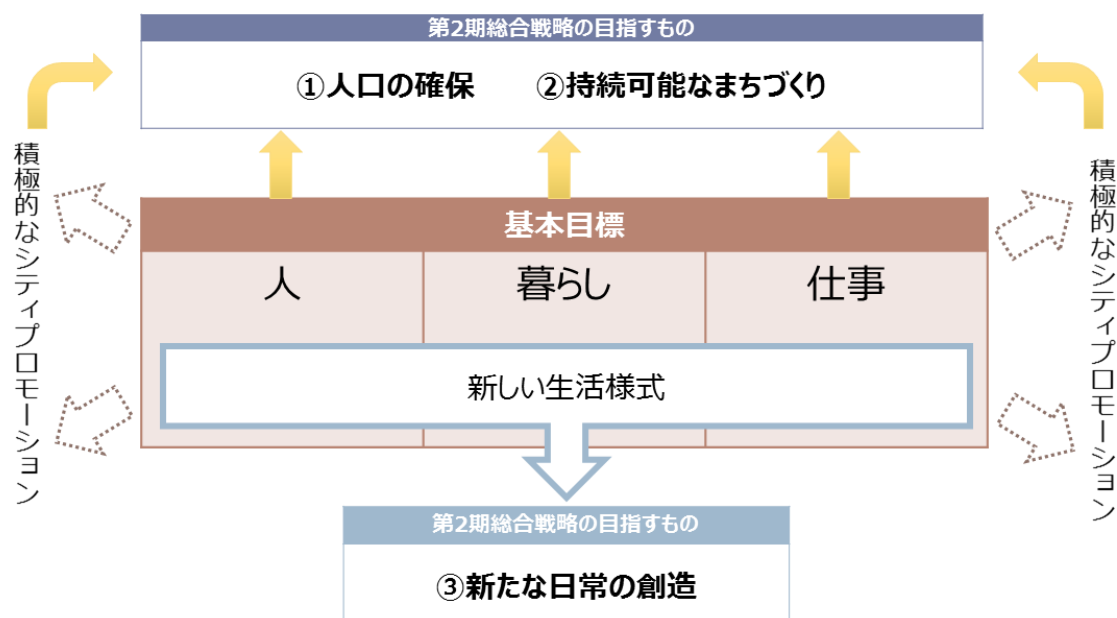 第2期総合戦略の目指すもの
①人口の確保 ②持続可能なまちづくり
積極的なシティプロモーション
基本目標
人 暮らし 仕事
新しい生活様式
積極的なシティプロモーション
第2期総合戦略の目指すもの
③新たな日常の創造